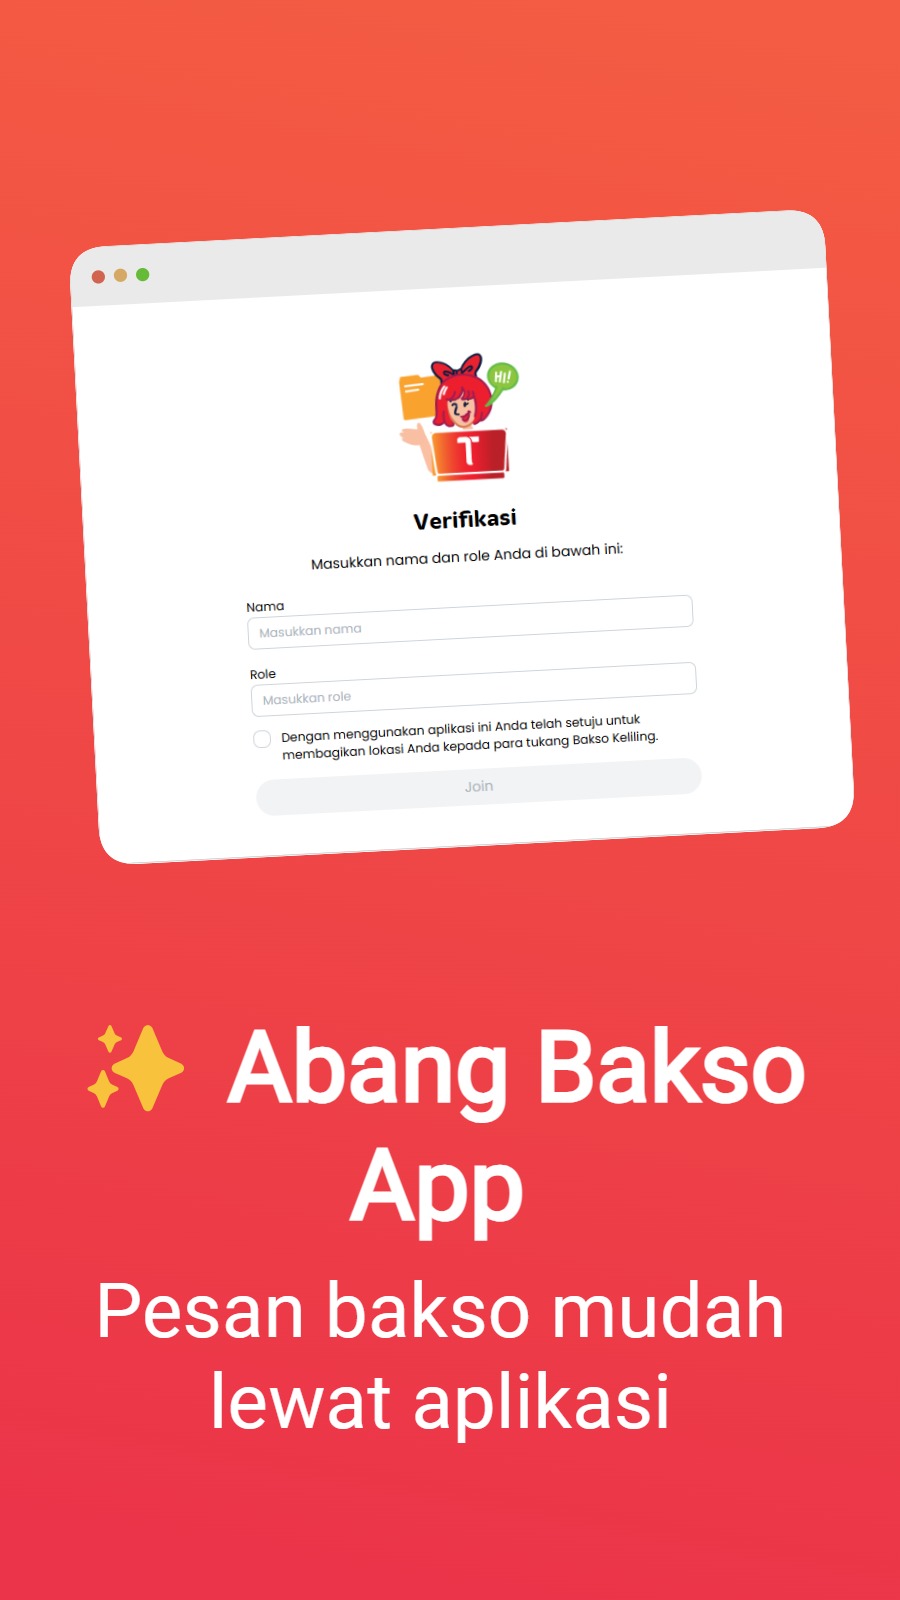 HI!
T
Verifikasi
Masukkan nama dan role Anda di bawah ini:
Nama
Masukkan nama
Role
Masukkan role
Dengan menggunakan aplikasi ini Anda telah setuju untuk
membagikan lokasi Anda kepada para tukang Bakso Keliling.
Join
✨ Abang Bakso
App
Pesan bakso mudah
lewat aplikasi